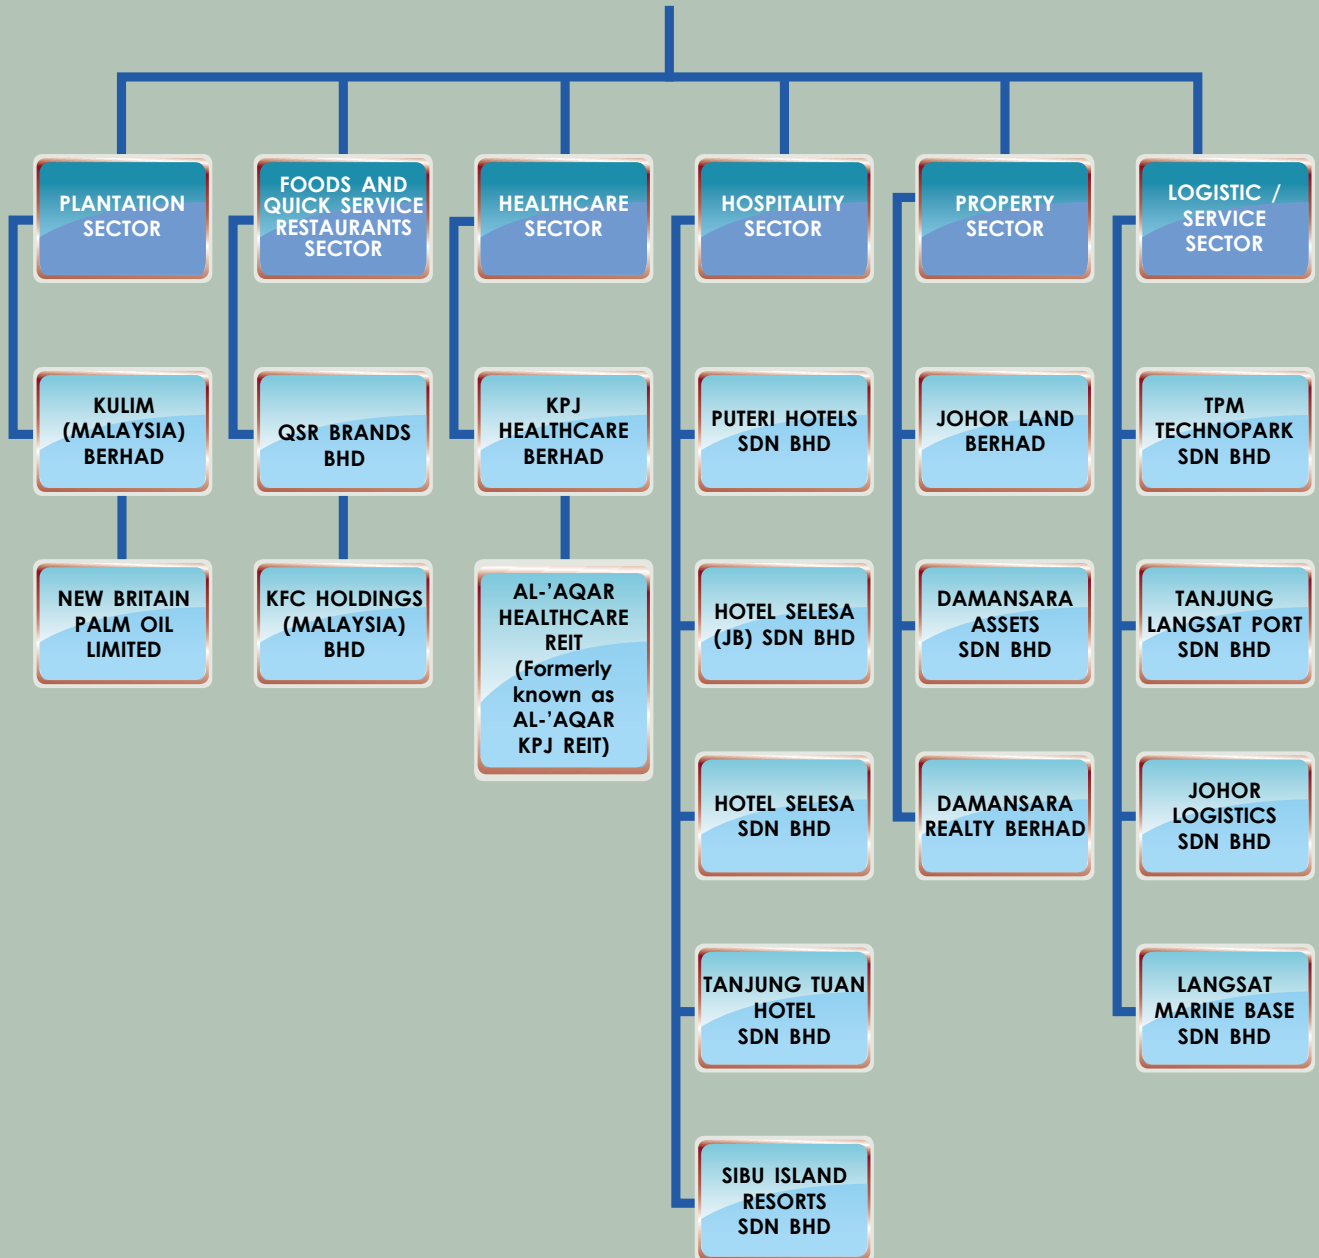 PLANTATION
SECTOR
FOODS AND
QUICK SERVICE
RESTAURANTS
SECTOR
HEALTHCARE
SECTOR
HOSPITALITY
SECTOR
PROPERTY
SECTOR
LOGISTIC /
SERVICE
SECTOR
KULIM
(MALAYSIA)
BERHAD
QSR BRANDS
BHD
KPJ
HEALTHCARE
BERHAD
PUTERI HOTELS
SDN BHD
JOHOR LAND
BERHAD
TPM
TECHNOPARK
SDN BHD
NEW BRITAIN
PALM OIL
LIMITED
KFC HOLDINGS
(MALAYSIA)
BHD
AL-'AQAR
HEALTHCARE
REIT
(Formerly
known as
AL-'AQAR
KPJ REIT)
HOTEL SELESA
(JB) SDN BHD
DAMANSARA
ASSETS
SDN BHD
TANJUNG
LANGSAT PORT
SDN BHD
HOTEL SELESA
SDN BHD
DAMANSARA
REALTY BERHAD
JOHOR
LOGISTICS
SDN BHD
TANJUNG TUAN
HOTEL
SDN BHD
LANGSAT
MARINE BASE
SDN BHD
SIBU ISLAND
RESORTS
SDN BHD